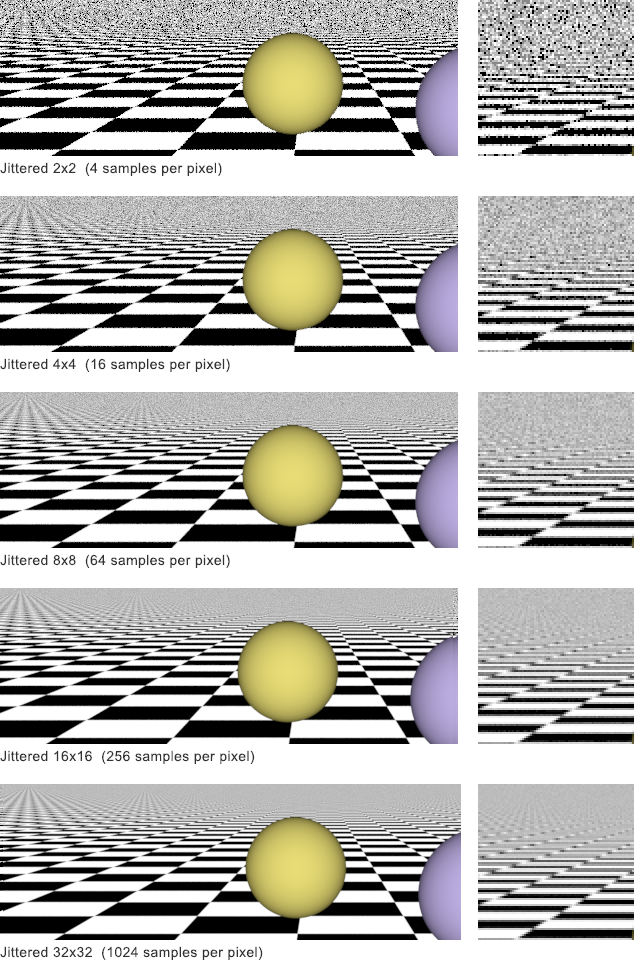 Jittered 2x2 (4 samples per pixel)
Jittered 4x4 (16 samples per pixel)
Jittered 8x8 (64 samples per pixel)
Jittered 16x16 (256 samples per pixel)
Jittered 32x32 (1024 samples per pixel)